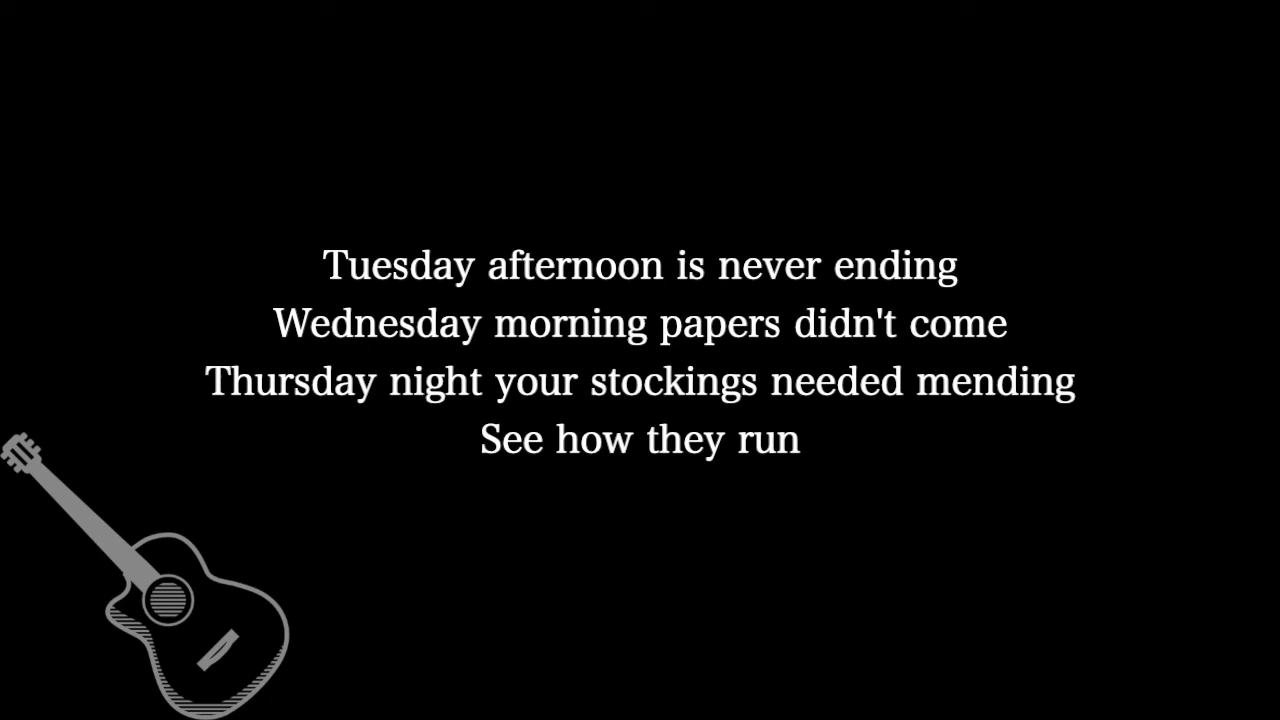 Tuesday afternoon is never ending
Wednesday morning papers didn't come
Thursday night your stockings needed mending
See how they run